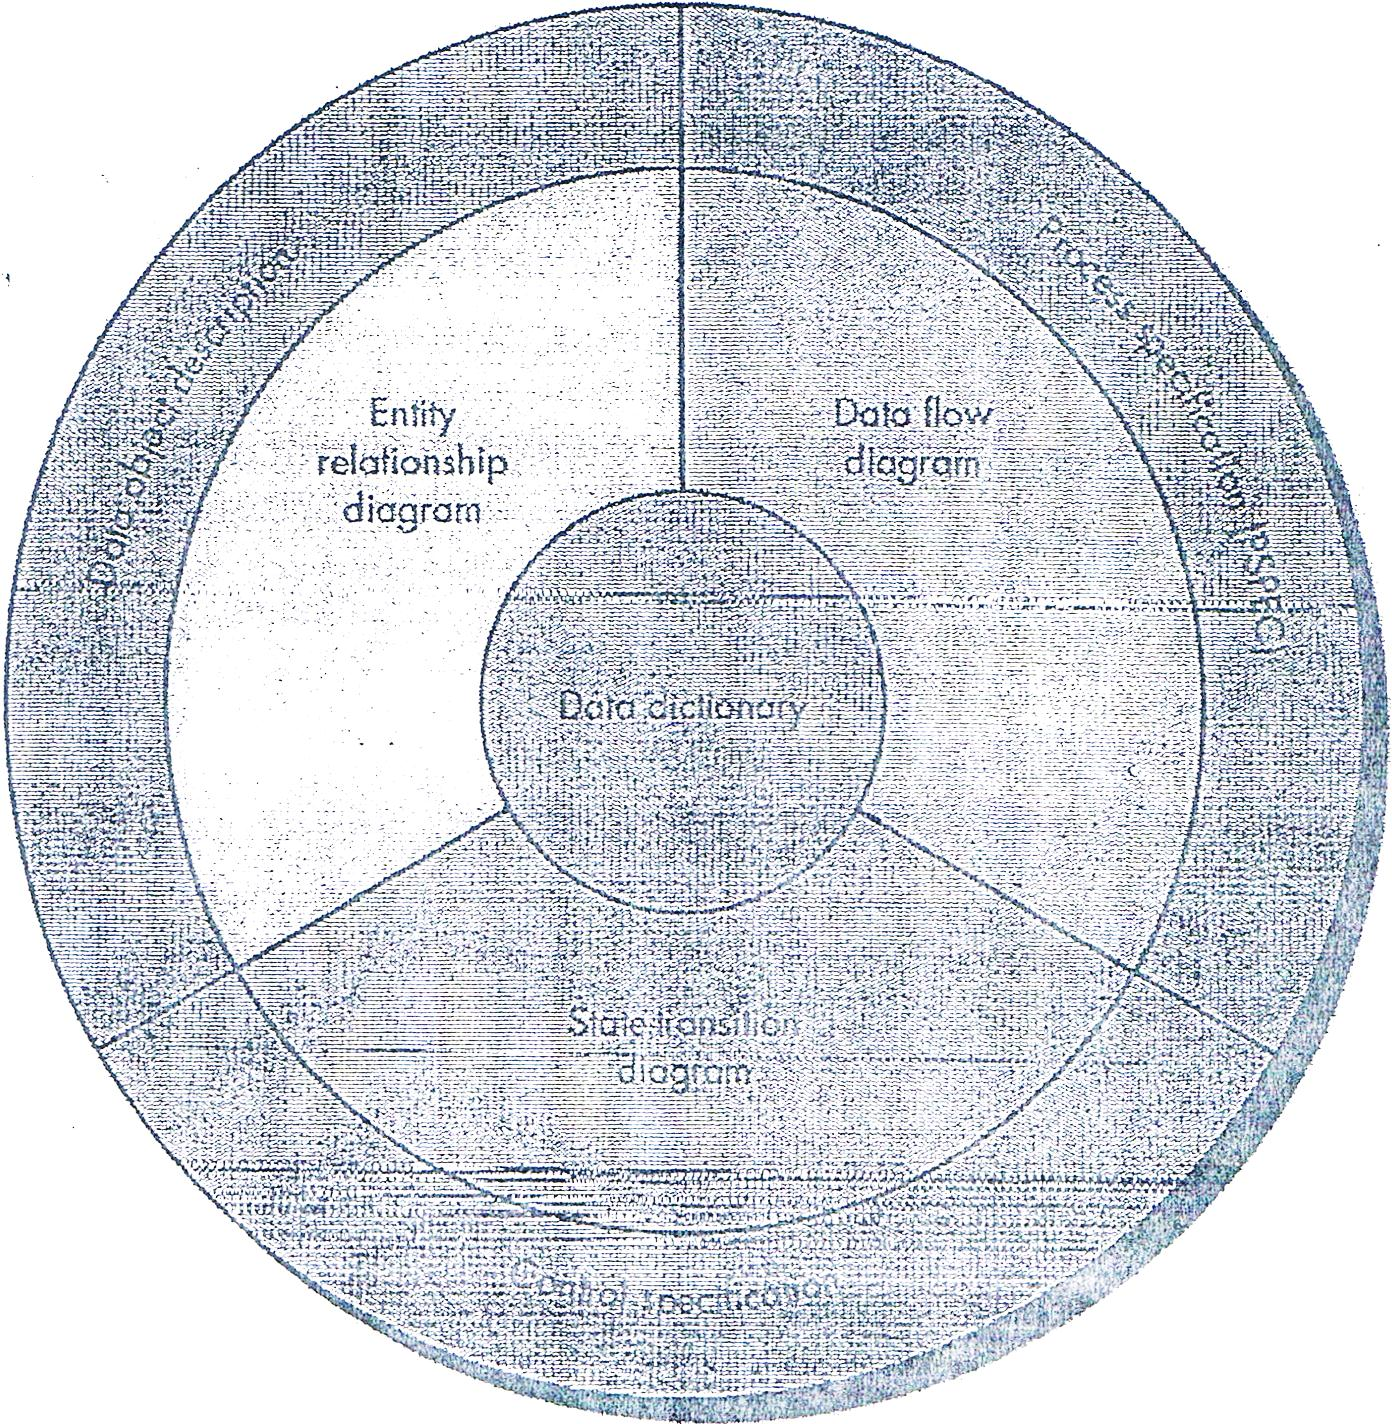 Data object description
Process specification (PSPEC)
Entity
relationship
diagram
Data flow
diagram
Data dictionary
State-transition
diagram
Control specification